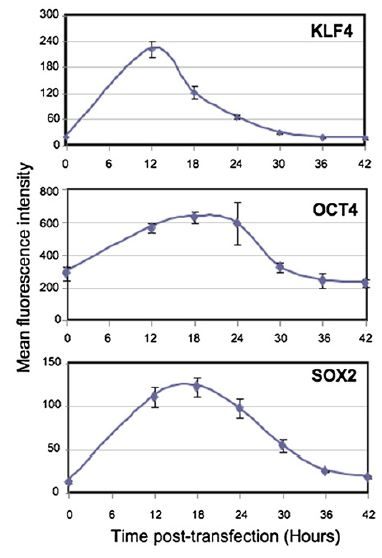 KLF4
300
240
180
120
60
0
0 6 12 18 24 30 36 42
Mean fluorescence intensity
OCT4
800
600
400
200
0
0 6 12 18 24 30 36 42
SOX2
150
100
50
0
0 6 12 18 24 30 36 42
Time post-transfection (Hours)